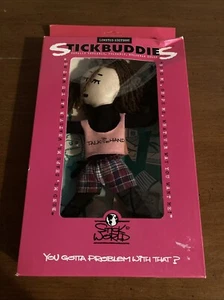 LIMITED EDITION
STICKBUDDIES
TALK TO THE HAND
STICK
WORLD
YOU GOTTA PROBLEM WITH THAT?